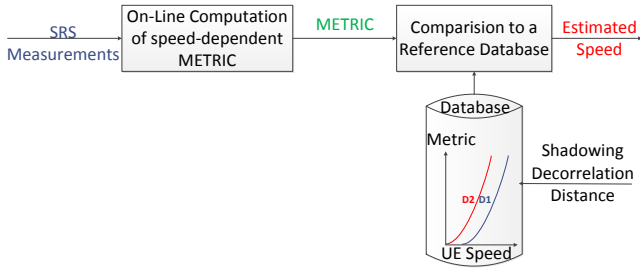 SRS
Measurements
On-Line Computation
of speed-dependent
METRIC
METRIC
Comparision to a
Reference Database
Estimated
Speed
Database
Metric
D2
D1
UE Speed
Shadowing
Decorrelation
Distance